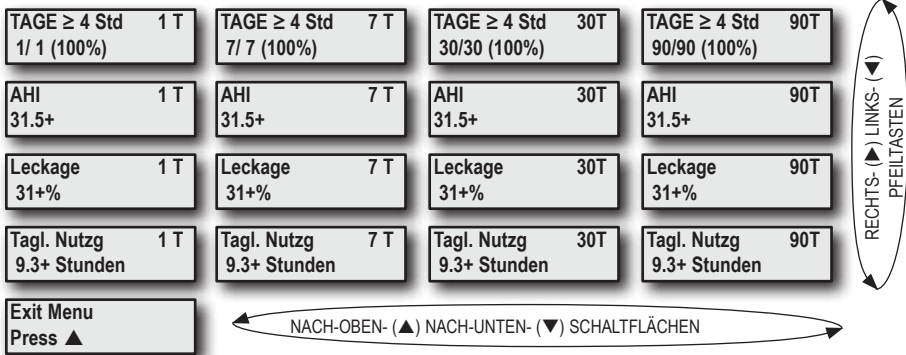 TAGE ≥ 4 Std 1 T
1/ 1 (100%)
TAGE ≥ 4 Std 7 T
7/ 7 (100%)
TAGE ≥ 4 Std 30T
30/30 (100%)
TAGE ≥ 4 Std 90T
90/90 (100%)
AHI 1 T
31.5+
AHI 7 T
31.5+
AHI 30T
31.5+
AHI 90T
31.5+
Leckage 1 T
31+%
Leckage 7 T
31+%
Leckage 30T
31+%
Leckage 90T
31+%
Tagl. Nutzg 1 T
9.3+ Stunden
Tagl. Nutzg 7 T
9.3+ Stunden
Tagl. Nutzg 30T
9.3+ Stunden
Tagl. Nutzg 90T
9.3+ Stunden
Exit Menu
Press ▲
NACH-OBEN- (▲) NACH-UNTEN- (▼) SCHALTFLÄCHEN
RECHTS- (▶) LINKS- (◀)
PFEILTASTEN